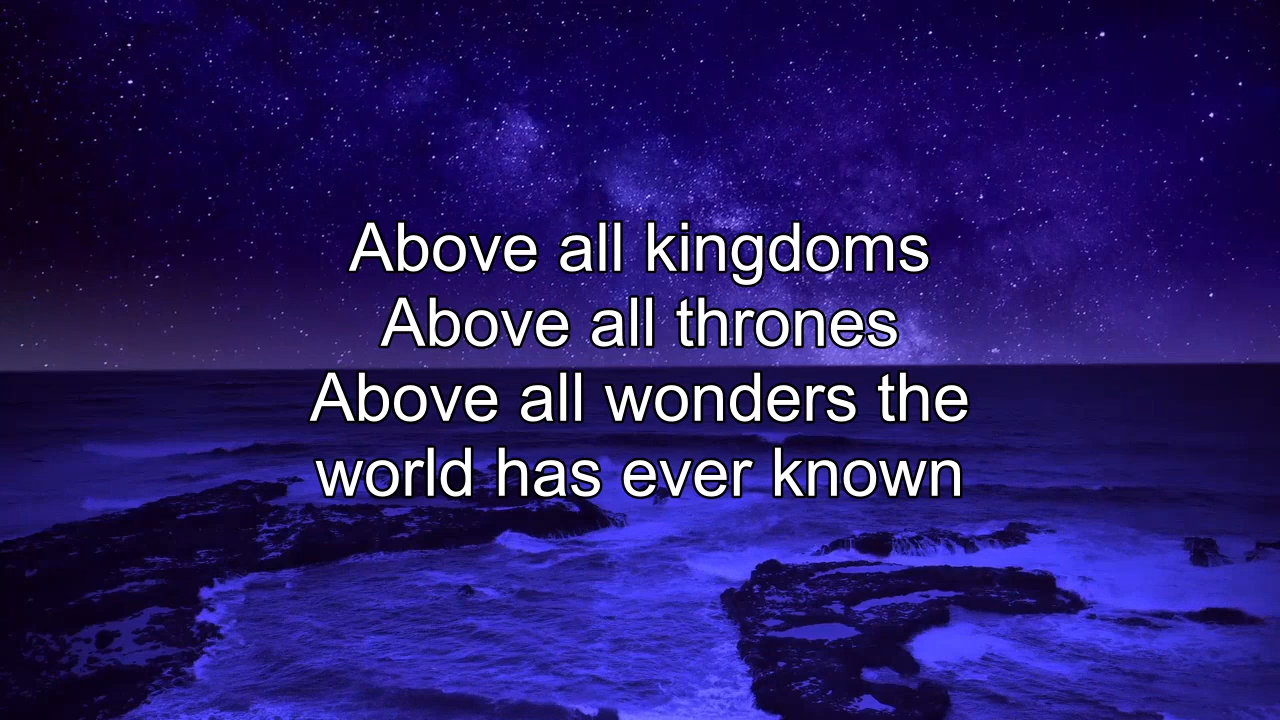 Above all kingdoms
Above all thrones
Above all wonders the
world has ever known